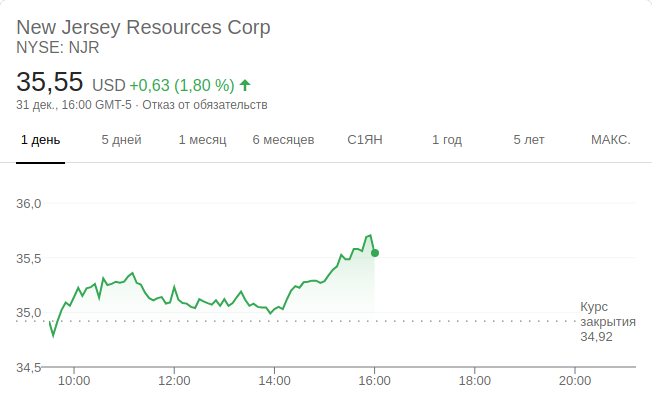 New Jersey Resources Corp
NYSE: NJR
35,55 USD +0,63 (1,80 %)
31 дек., 16:00 GMT-5 · Отказ от обязательств
1 день 5 дней 1 месяц 6 месяцев С1ЯН 1 год 5 лет МАКС.
36,0
35,5
35,0
34,5
Курс
закрытия
34,92
10:00 12:00 14:00 16:00 18:00 20:00